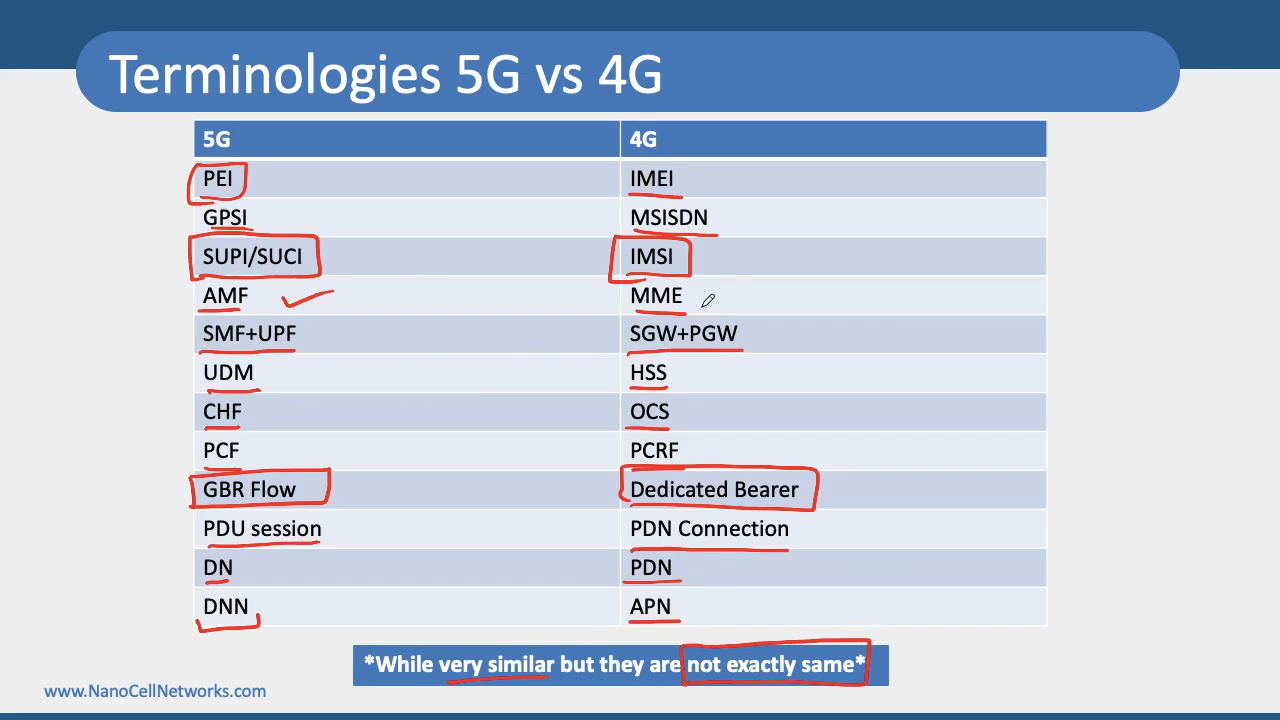 Terminologies 5G vs 4G
5G 4G
PEI IMEI
GPSI MSISDN
SUPI/SUCI IMSI
AMF MME
SMF+UPF SGW+PGW
UDM HSS
CHF OCS
PCF PCRF
GBR Flow Dedicated Bearer
PDU session PDN Connection
DN PDN
DNN APN
*While very similar but they are not exactly same*
www.NanoCellNetworks.com